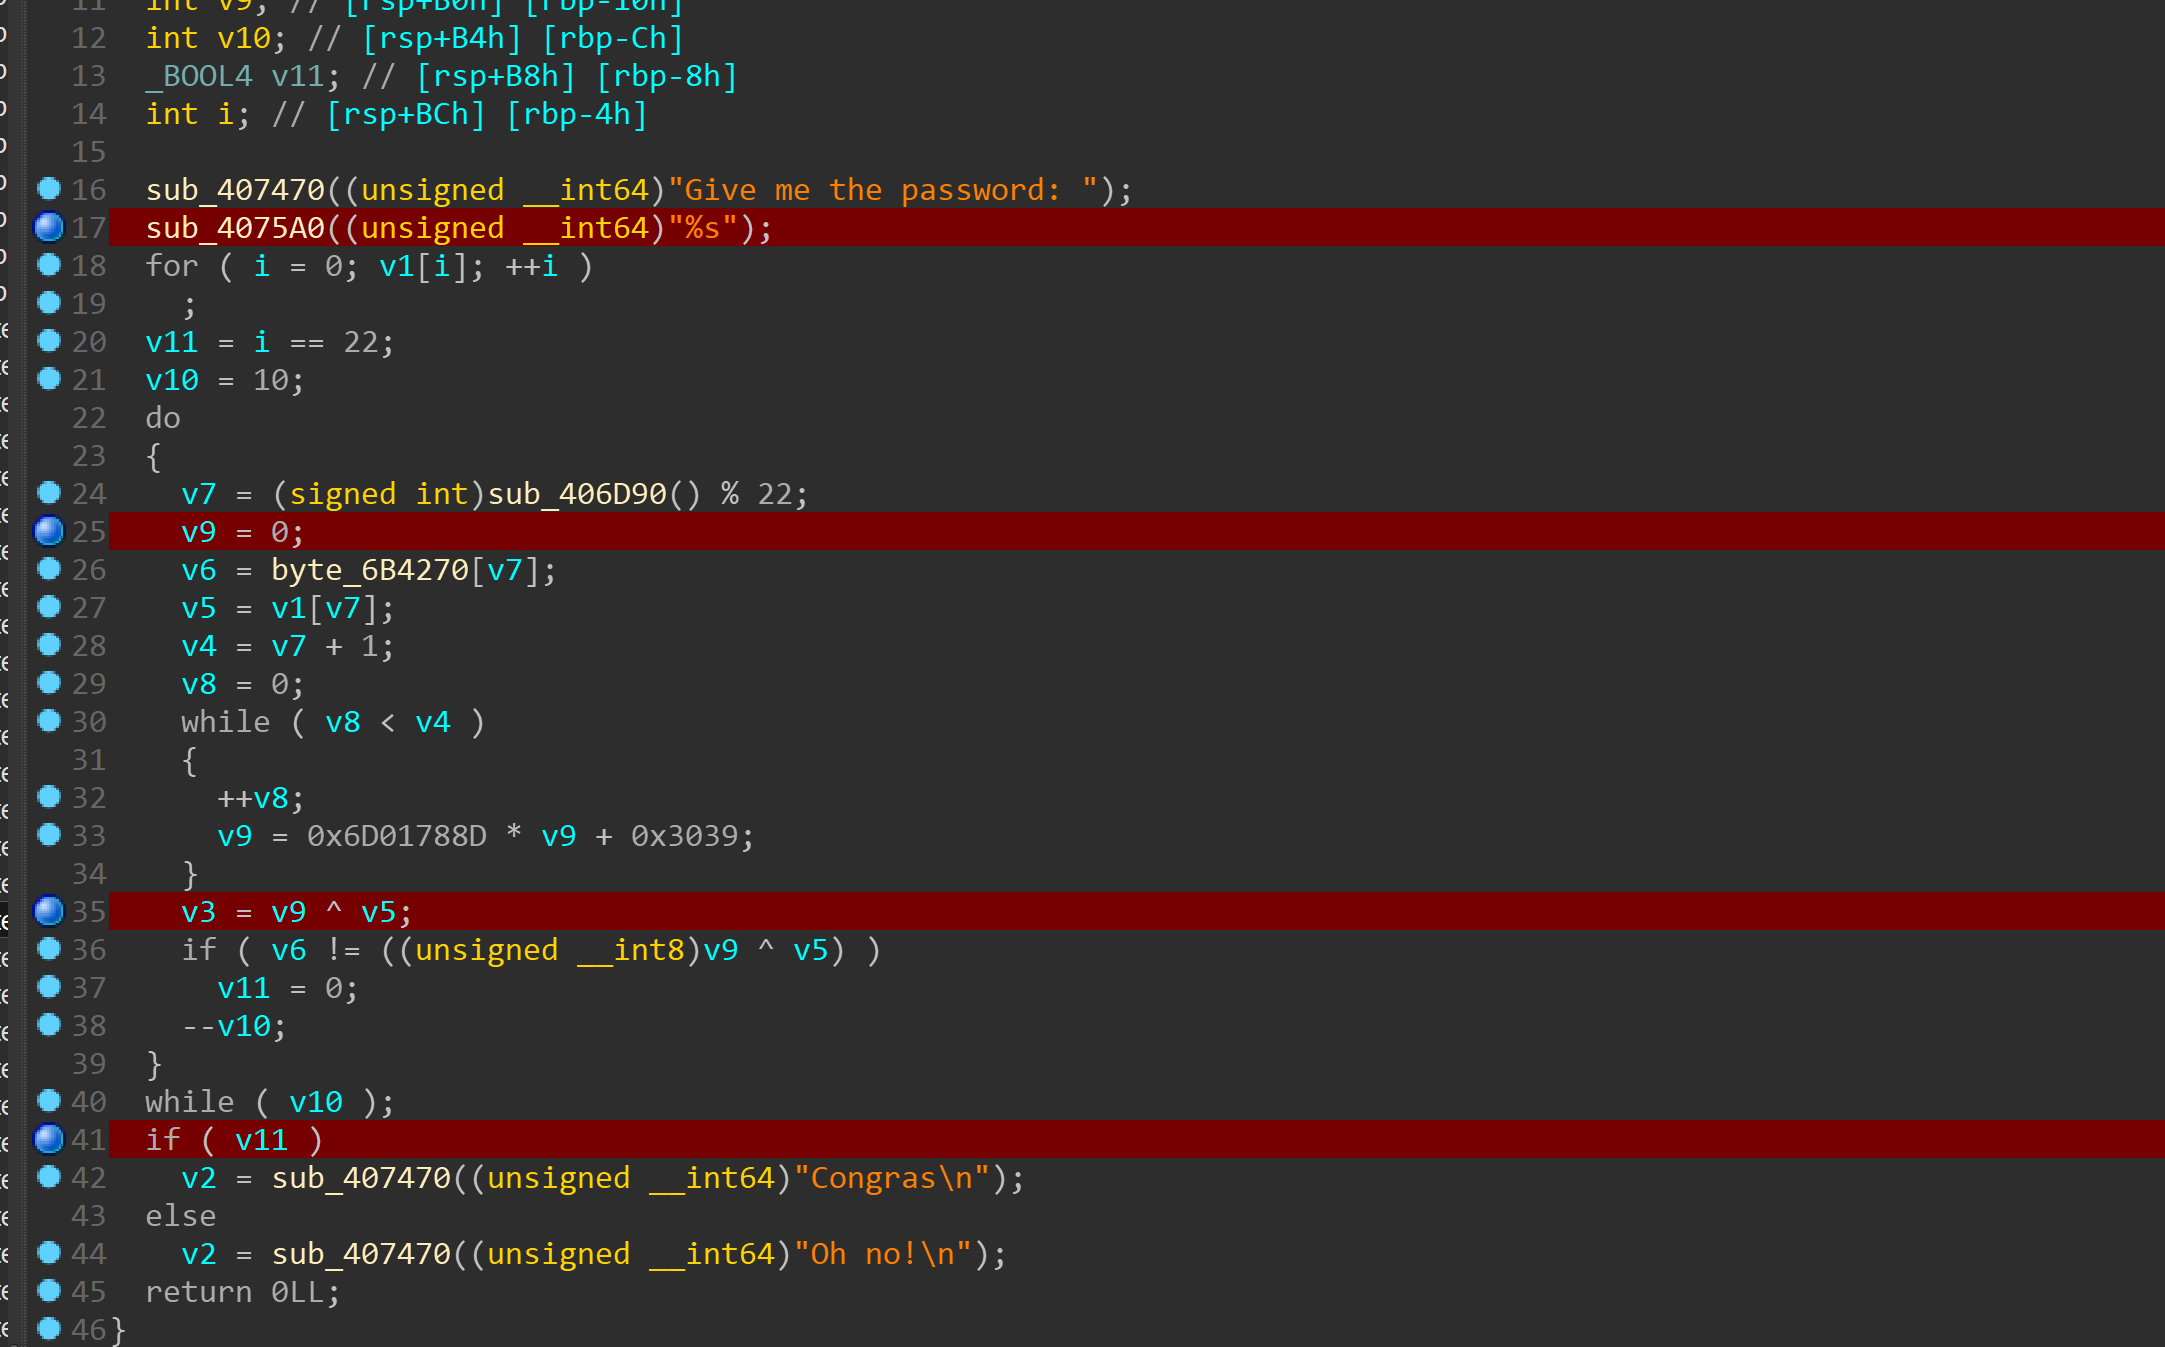 11 int v9; // [rsp+B0h] [rbp-10h]
12 int v10; // [rsp+B4h] [rbp-Ch]
13 _BOOL4 v11; // [rsp+B8h] [rbp-8h]
14 int i; // [rsp+BCh] [rbp-4h]
15
16 sub_407470((unsigned __int64)"Give me the password: ");
17 sub_4075A0((unsigned __int64)"%s");
18 for ( i = 0; v1[i]; ++i )
19 ;
20 v11 = i == 22;
21 v10 = 10;
22 do
23 {
24 v7 = (signed int)sub_406D90() % 22;
25 v9 = 0;
26 v6 = byte_6B4270[v7];
27 v5 = v1[v7];
28 v4 = v7 + 1;
29 v8 = 0;
30 while ( v8 < v4 )
31 {
32 ++v8;
33 v9 = 0x6D01788D * v9 + 0x3039;
34 }
35 v3 = v9 ^ v5;
36 if ( v6 != ((unsigned __int8)v9 ^ v5) )
37 v11 = 0;
38 --v10;
39 }
40 while ( v10 );
41 if ( v11 )
42 v2 = sub_407470((unsigned __int64)"Congras\n");
43 else
44 v2 = sub_407470((unsigned __int64)"Oh no!\n");
45 return 0LL;
46 }